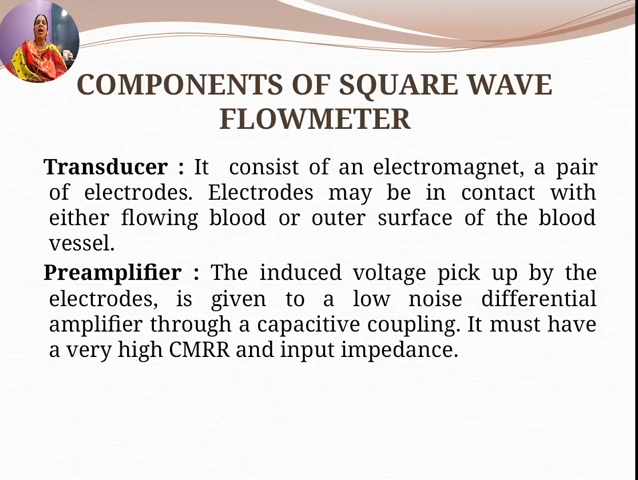 COMPONENTS OF SQUARE WAVE
FLOWMETER
Transducer : It consist of an electromagnet, a pair
of electrodes. Electrodes may be in contact with
either flowing blood or outer surface of the blood
vessel.
Preamplifier : The induced voltage pick up by the
electrodes, is given to a low noise differential
amplifier through a capacitive coupling. It must have
a very high CMRR and input impedance.